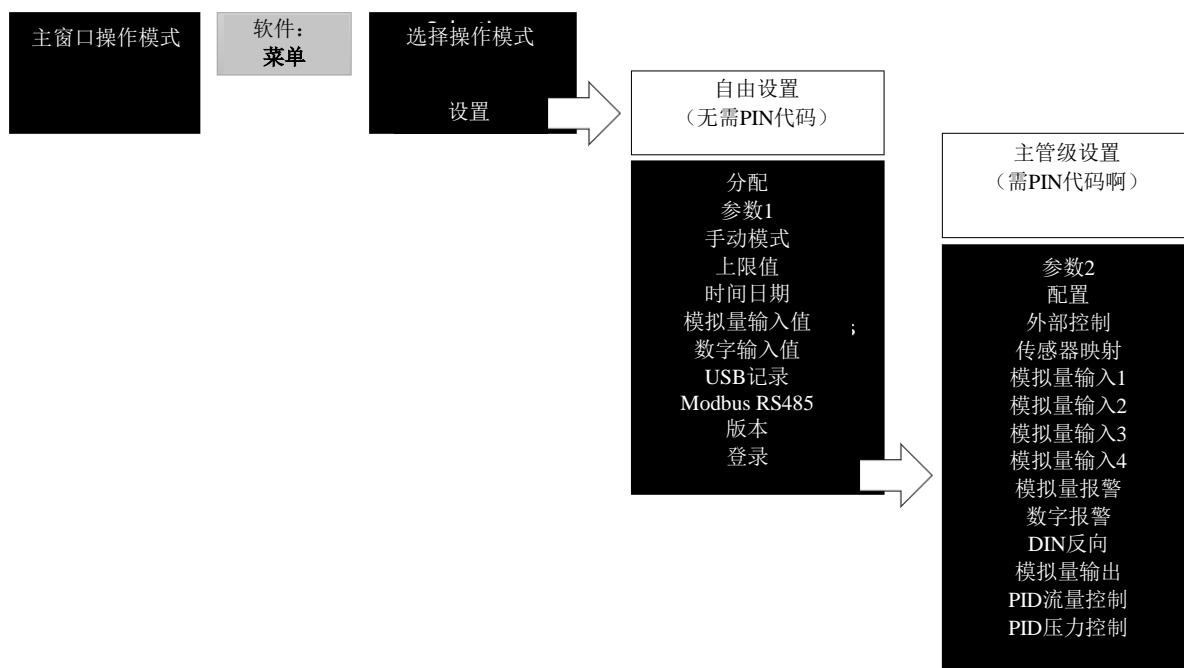 主窗口操作模式
软件：
菜单
选择操作模式
设置
自由设置
（无需PIN代码）
分配
参数1
手动模式
上限值
时间日期
模拟量输入值
数字输入值
USB记录
Modbus RS485
版本
登录
主管级设置
（需PIN代码啊）
参数2
配置
外部控制
传感器映射
模拟量输入1
模拟量输入2
模拟量输入3
模拟量输入4
模拟量报警
数字报警
DIN反向
模拟量输出
PID流量控制
PID压力控制